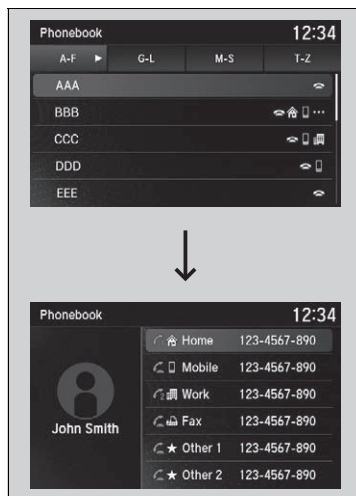 Phonebook 12:34
A-F G-L M-S T-Z
AAA
BBB
CCC
DDD
EEE
Phonebook 12:34
Home 123-4567-890
Mobile 123-4567-890
Work 123-4567-890
Fax 123-4567-890
John Smith
Other 1 123-4567-890
Other 2 123-4567-890